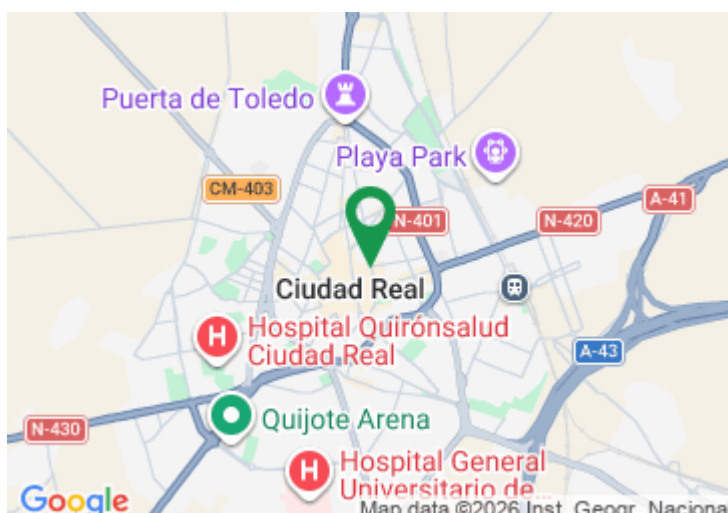 Puerta de Toledo
Playa Park
CM-403
N-401
N-420
A-41
Ciudad Real
H Hospital Quirónsalud
Ciudad Real
A-43
N-430
Quijote Arena
H Hospital General
Universitario de...
Google
Map data ©2026 Inst. Geogr. Naciona